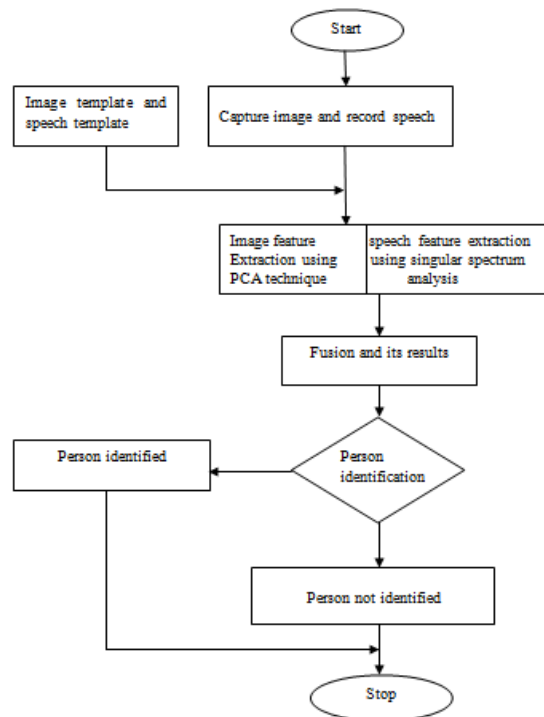 Start
Image template and
speech template
Capture image and record speech
Image feature
Extraction using
PCA technique
speech feature extraction
using singular spectrum
analysis
Fusion and its results
Person identified
Person
identification
Person not identified
Stop